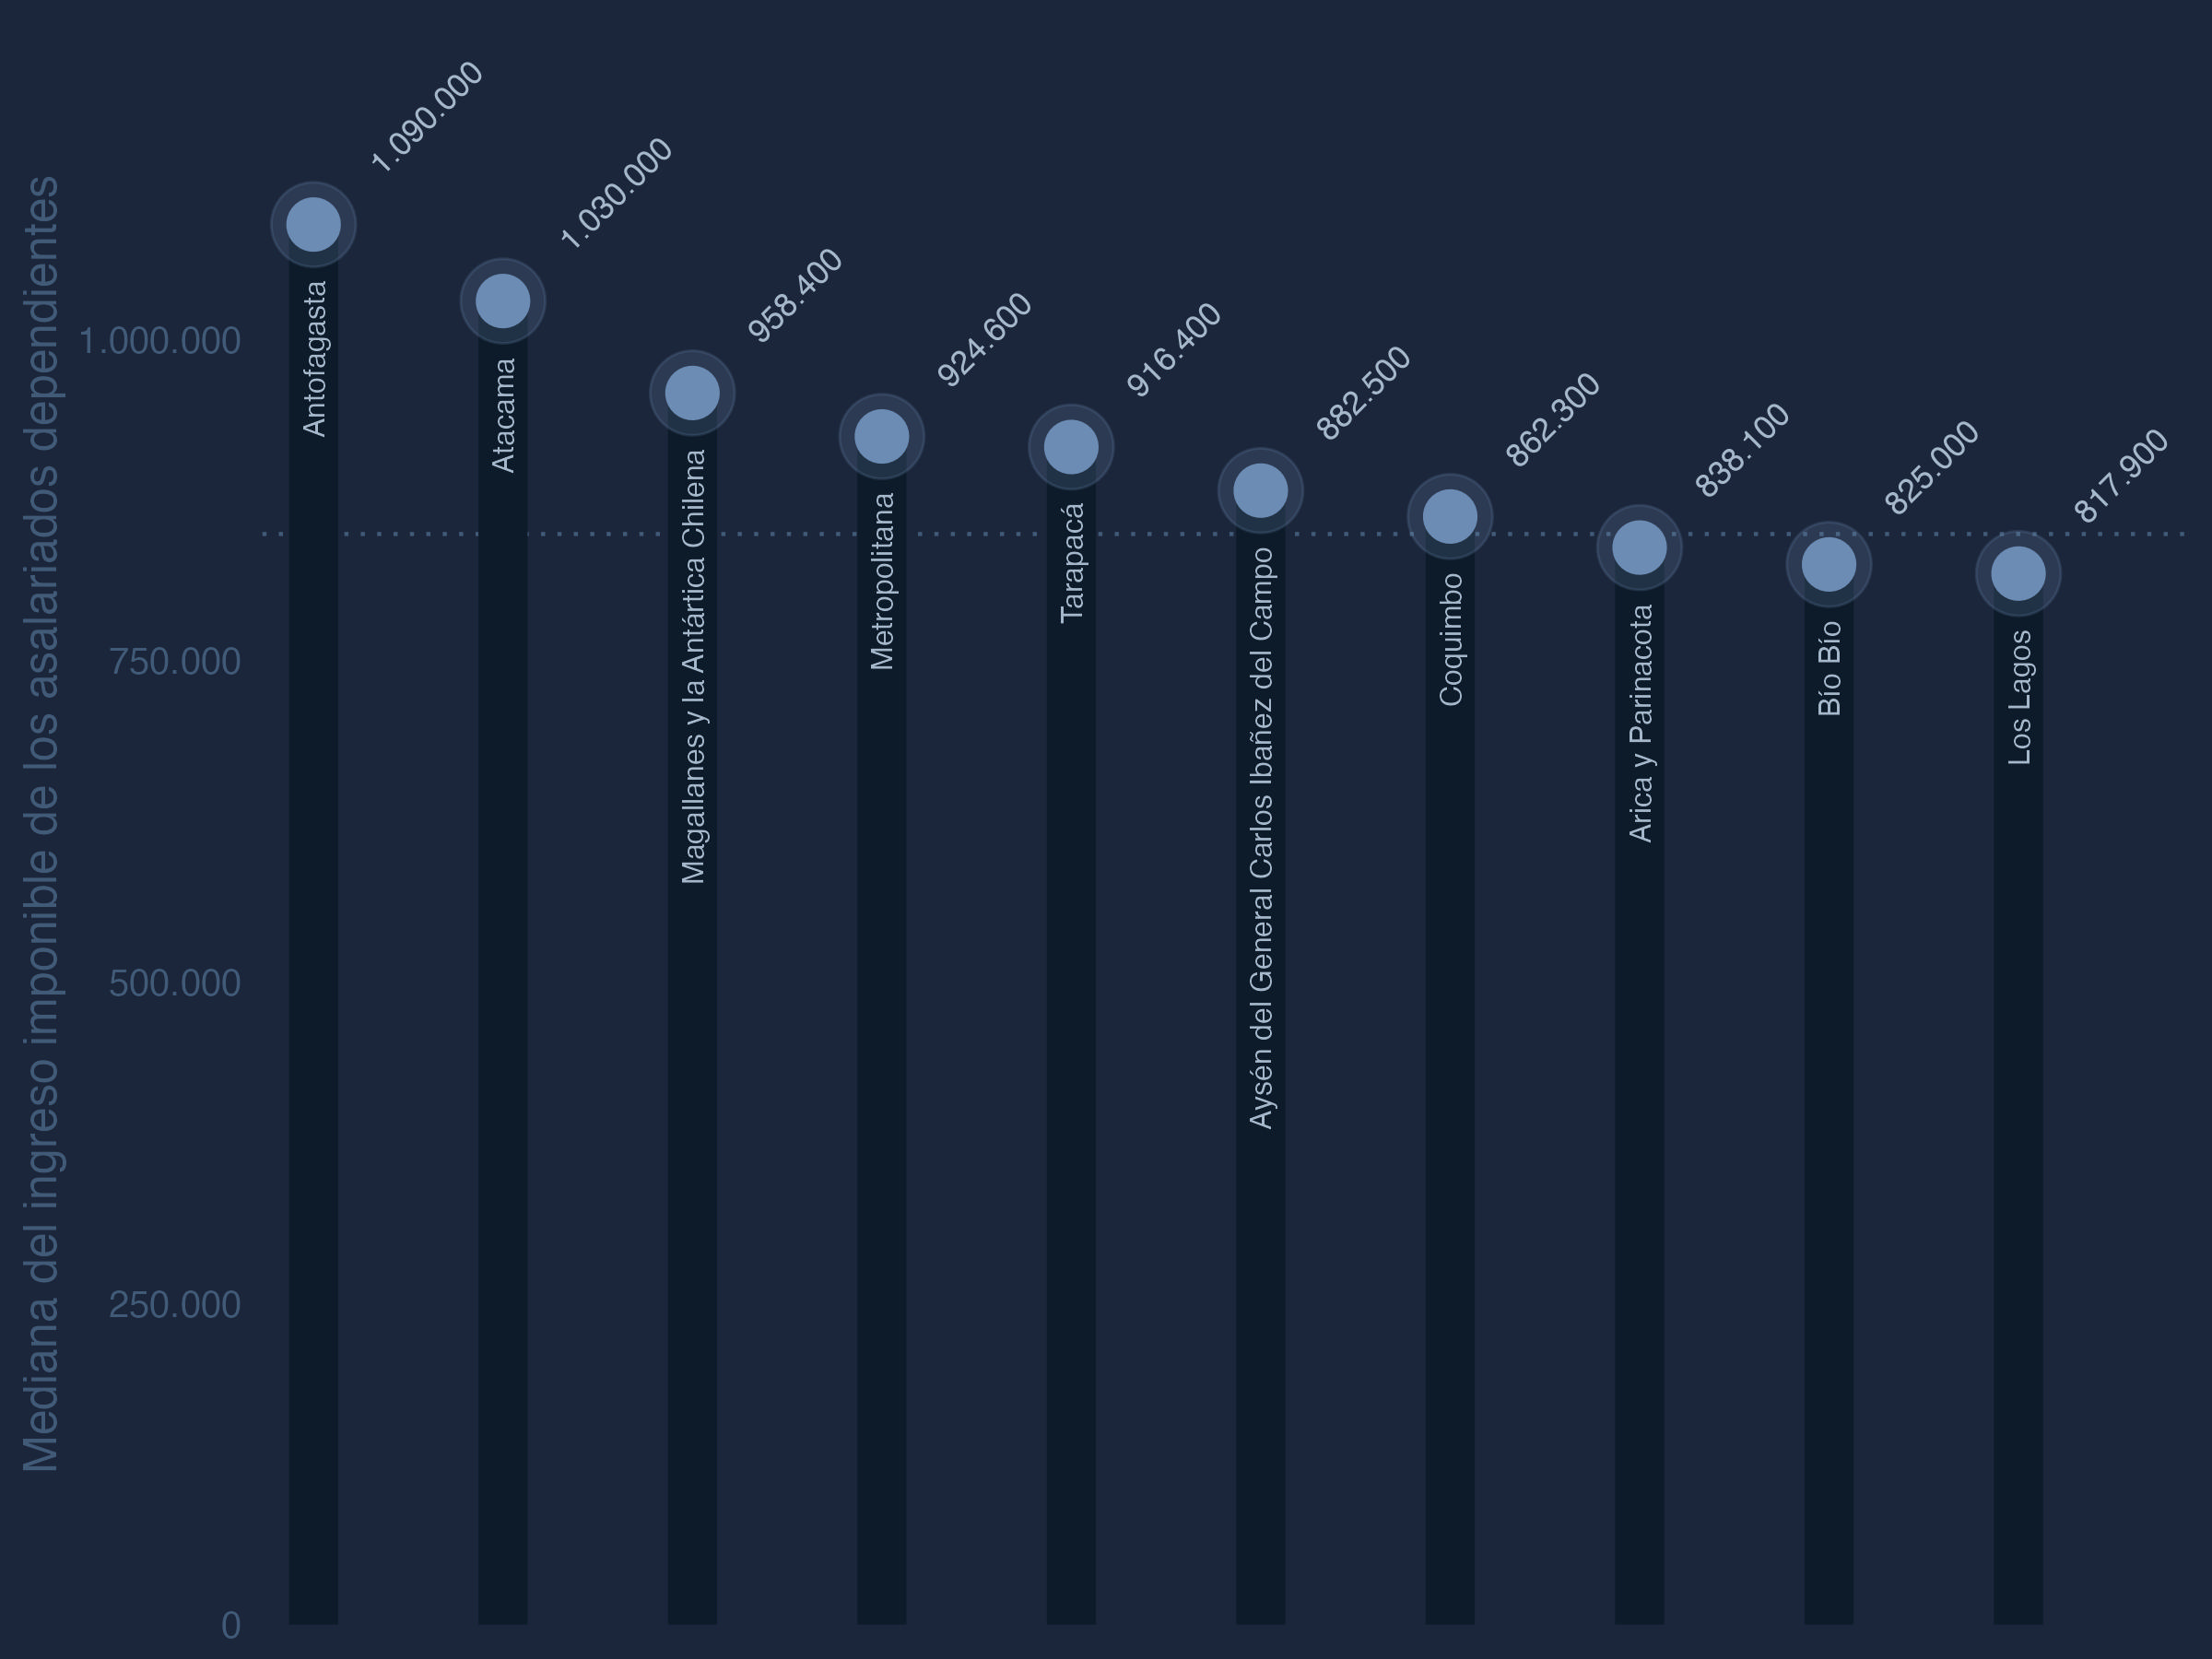 Mediana del ingreso imponible de los asalariados dependientes
1.000.000
750.000
500.000
250.000
0
1.090.000
Antofagasta
1.030.000
Atacama
958.400
Magallanes y la Antártica Chilena
924.600
Metropolitana
916.400
Tarapacá
882.500
Aysén del General Carlos Ibañez del Campo
862.300
Coquimbo
838.100
Arica y Parinacota
825.000
Bío Bío
817.900
Los Lagos